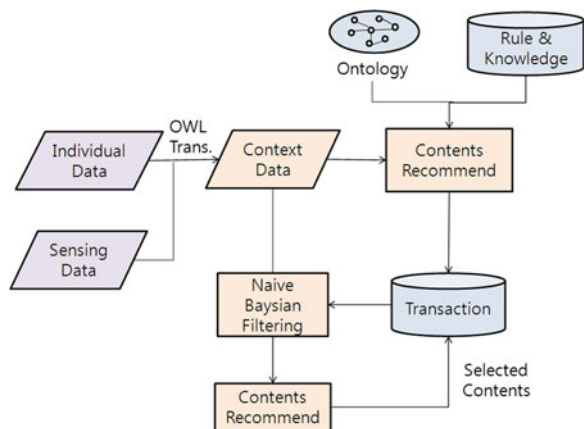 Ontology
Rule &
Knowledge
OWL
Trans.
Individual
Data
Context
Data
Contents
Recommend
Sensing
Data
Naive
Baysian
Filtering
Transaction
Selected
Contents
Contents
Recommend